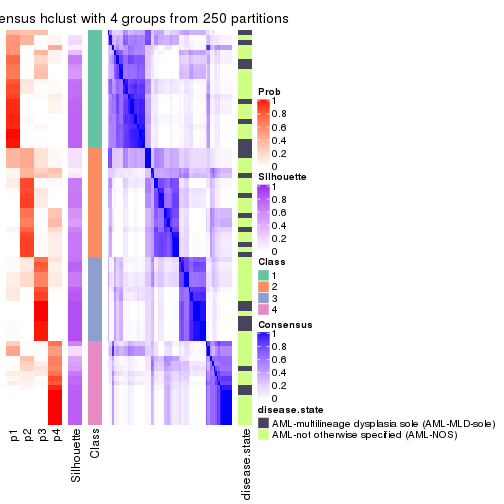 ensus hclust with 4 groups from 250 partitions
Prob
1
0.8
0.6
0.4
0.2
0
Silhouette
1
0.8
0.6
0.4
0.2
0
Class
1
2
3
4
Consensus
1
0.8
0.6
0.4
0.2
0
disease.state
AML-multilineage dysplasia sole (AML-MLD-sole)
AML-not otherwise specified (AML-NOS)
p1
p2
p3
p4
Silhouette
Class
disease.state